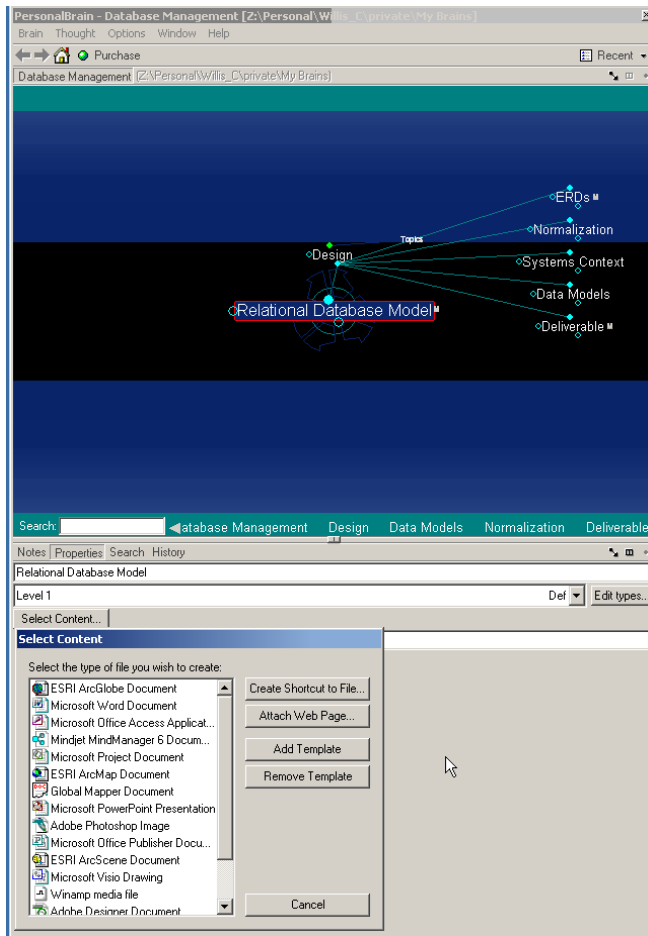 PersonalBrain - Database Management [Z:\Personal\Willis_C\private\My Brains]
Brain Thought Options Window Help
Purchase Recent
Database Management [Z:\Personal\Willis_C\private\My Brains]
ERDs M
Normalization
Topics
Design
Systems Context
Data Models
Relational Database Model M
Deliverable M
Search: atabase Management Design Data Models Normalization Deliverable
Notes Properties Search History
Relational Database Model
Level 1 Def Edit types..
Select Content...
Select Content
Select the type of file you wish to create:
ESRI ArcGlobe Document
Microsoft Word Document
Microsoft Office Access Applicat...
Mindjet MindManager 6 Docum...
Microsoft Project Document
ESRI ArcMap Document
Global Mapper Document
Microsoft PowerPoint Presentation
Adobe Photoshop Image
Microsoft Office Publisher Docu...
ESRI ArcScene Document
Microsoft Visio Drawing
Winamp media file
Adobe Designer Document
Create Shortcut to File...
Attach Web Page...
Add Template
Remove Template
Cancel